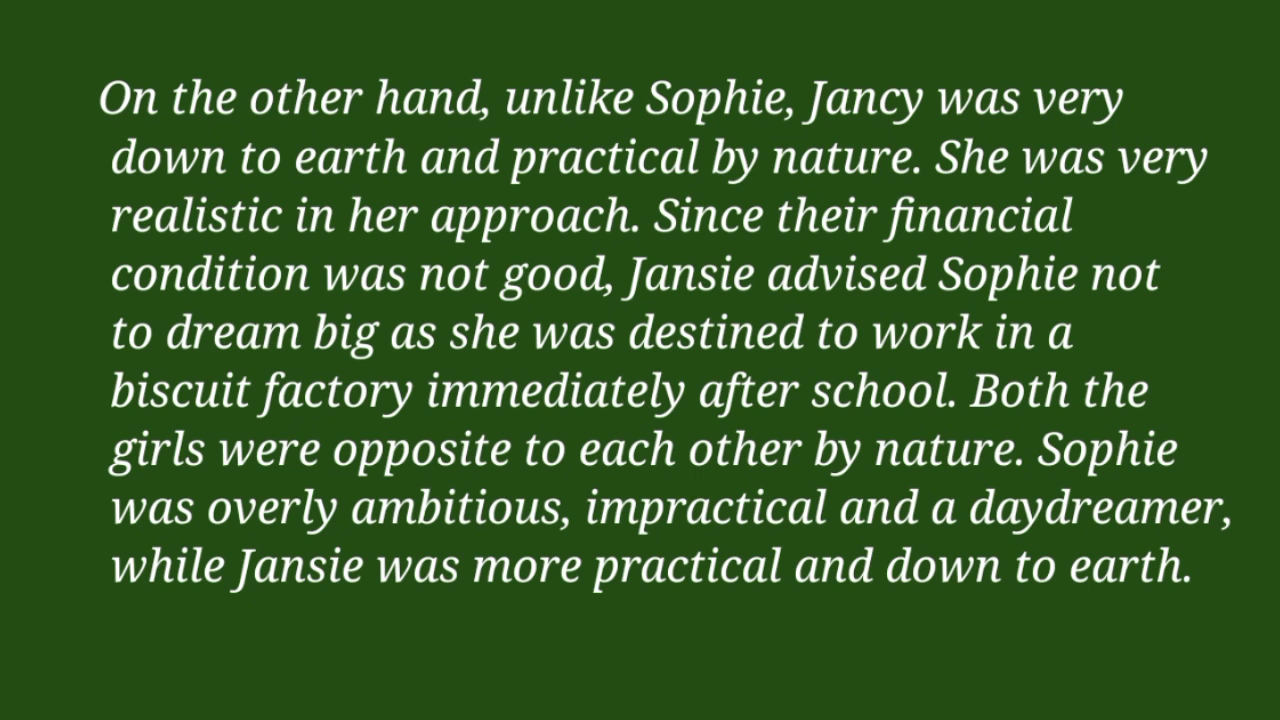 On the other hand, unlike Sophie, Jancy was very
down to earth and practical by nature. She was very
realistic in her approach. Since their financial
condition was not good, Jansie advised Sophie not
to dream big as she was destined to work in a
biscuit factory immediately after school. Both the
girls were opposite to each other by nature. Sophie
was overly ambitious, impractical and a daydreamer,
while Jansie was more practical and down to earth.